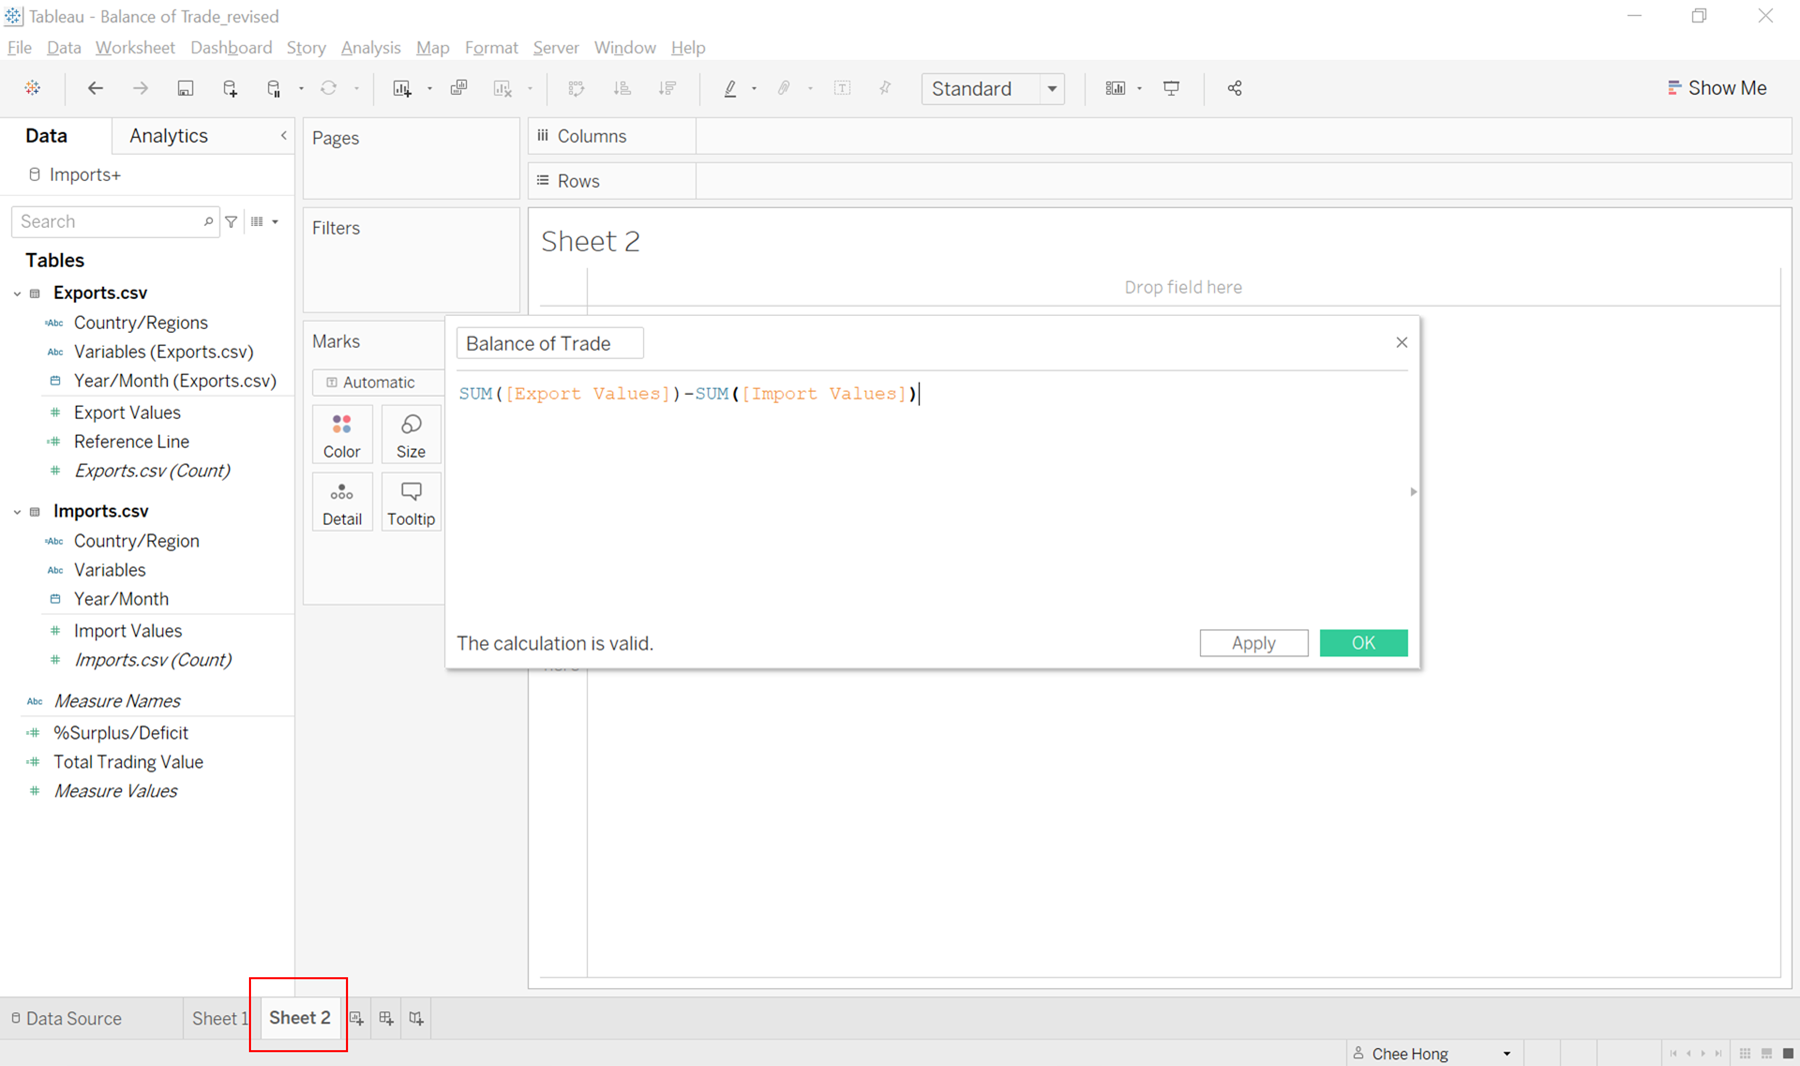 Tableau - Balance of Trade_revised
File Data Worksheet Dashboard Story Analysis Map Format Server Window Help
Standard
Show Me
Data Analytics
Imports+
Search
Tables
Exports.csv
Abc Country/Regions
Abc Variables (Exports.csv)
Year/Month (Exports.csv)
# Export Values
=# Reference Line
# Exports.csv (Count)
Imports.csv
Abc Country/Region
Abc Variables
Year/Month
# Import Values
# Imports.csv (Count)
Abc Measure Names
=# %Surplus/Deficit
=# Total Trading Value
# Measure Values
Pages
Filters
Marks
Automatic
Color Size
Detail Tooltip
Columns
Rows
Sheet 2
Drop field here
Balance of Trade
SUM([Export Values])-SUM([Import Values])
The calculation is valid.
Apply OK
Data Source Sheet 1 Sheet 2
Chee Hong